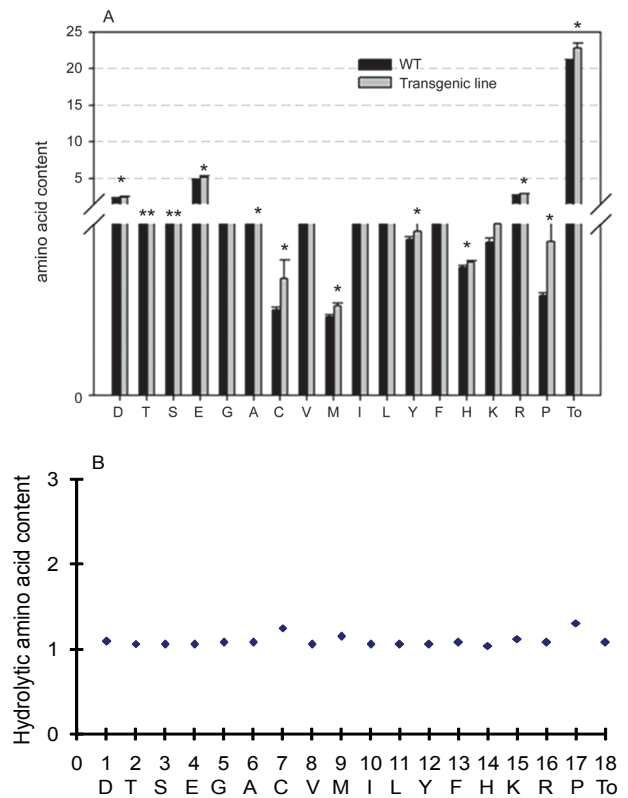 A
25
20
15
10
5
0
amino acid content
WT
Transgenic line
* ** ** * * * * * * * * *
D T S E G A C V M I L Y F H K R P To
B
3
2
1
0
Hydrolytic amino acid content
0 1 2 3 4 5 6 7 8 9 10 11 12 13 14 15 16 17 18
D T S E G A C V M I L Y F H K R P To